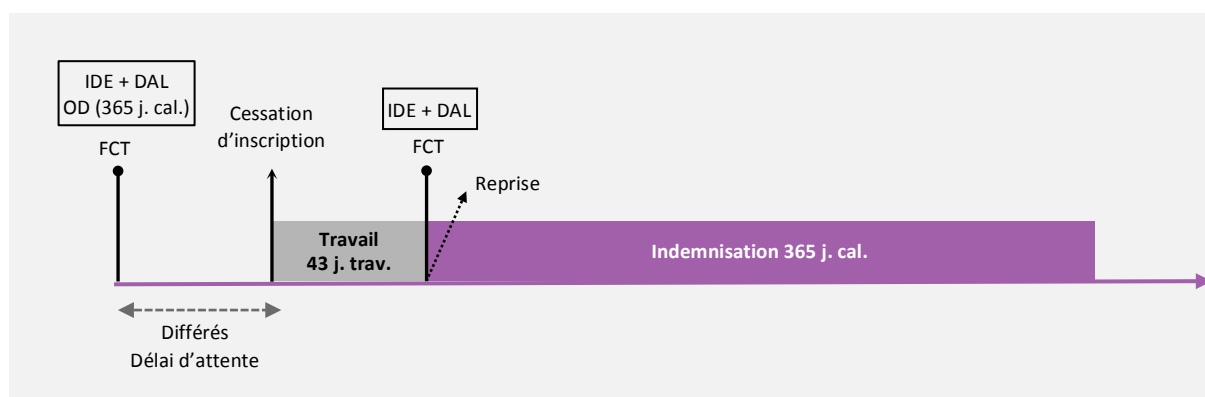 IDE + DAL
OD (365 j. cal.)
FCT
Cessation
d’inscription
IDE + DAL
FCT
Reprise
Travail
43 j. trav.
Indemnisation 365 j. cal.
Différés
Délai d’attente